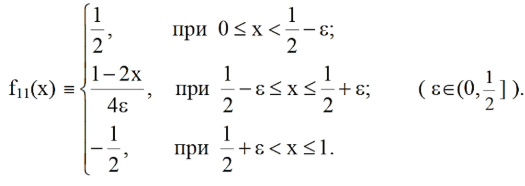 1/2, при 0 ≤ x < 1/2 − ε;
f₁₁(x) ≡ { (1 − 2x)/(4ε), при 1/2 − ε ≤ x ≤ 1/2 + ε; ( ε∈(0, 1/2 ] ).
−1/2, при 1/2 + ε < x ≤ 1.